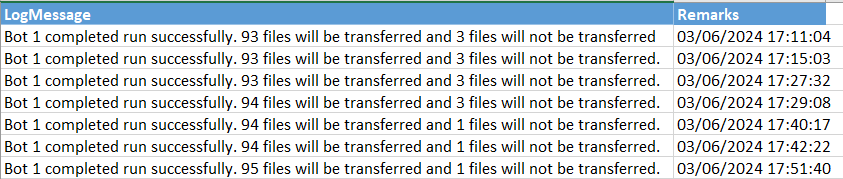 LogMessage Remarks
Bot 1 completed run successfully. 93 files will be transferred and 3 files will not be transferred 03/06/2024 17:11:04
Bot 1 completed run successfully. 93 files will be transferred and 3 files will not be transferred. 03/06/2024 17:15:03
Bot 1 completed run successfully. 93 files will be transferred and 3 files will not be transferred. 03/06/2024 17:27:32
Bot 1 completed run successfully. 94 files will be transferred and 3 files will not be transferred. 03/06/2024 17:29:08
Bot 1 completed run successfully. 94 files will be transferred and 1 files will not be transferred. 03/06/2024 17:40:17
Bot 1 completed run successfully. 94 files will be transferred and 1 files will not be transferred. 03/06/2024 17:42:22
Bot 1 completed run successfully. 95 files will be transferred and 1 files will not be transferred. 03/06/2024 17:51:40